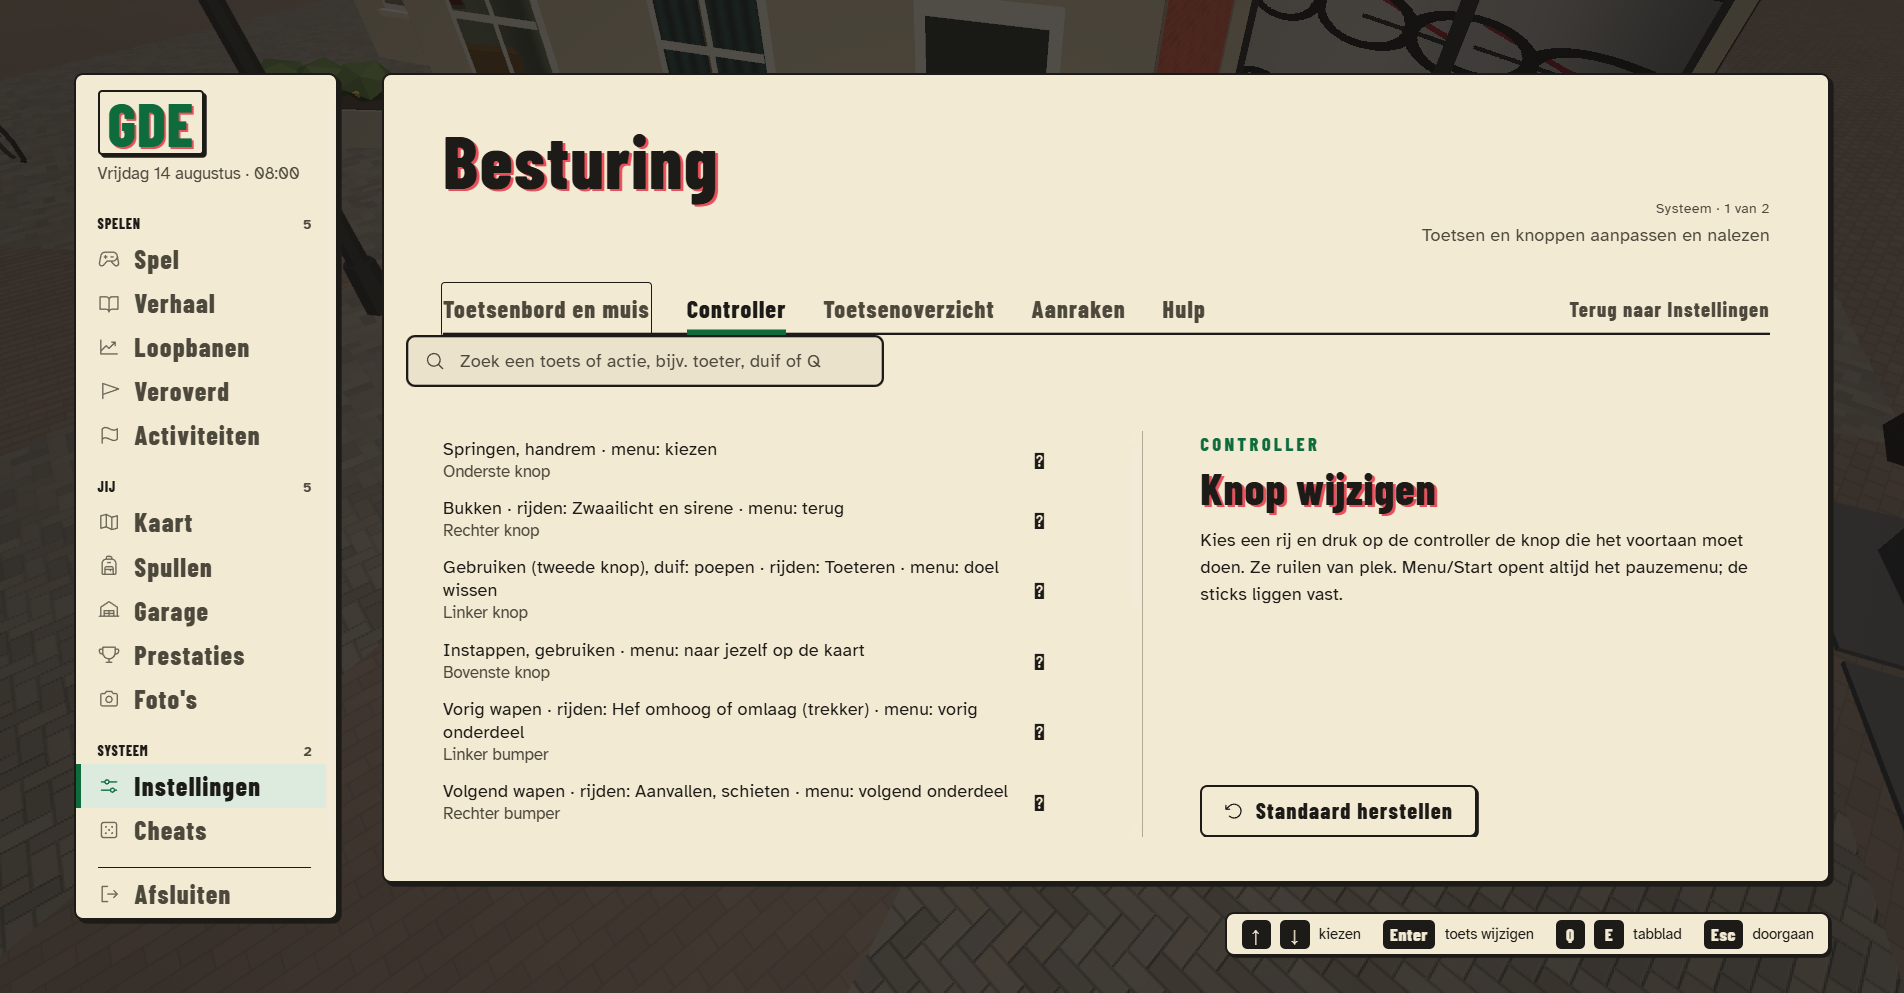 GDE
Vrijdag 14 augustus · 08:00
SPELEN 5
Spel
Verhaal
Loopbanen
Veroverd
Activiteiten
JIJ 5
Kaart
Spullen
Garage
Prestaties
Foto's
SYSTEEM 2
Instellingen
Cheats
Afsluiten
Besturing
Systeem · 1 van 2
Toetsen en knoppen aanpassen en nalezen
Toetsenbord en muis Controller Toetsenoverzicht Aanraken Hulp Terug naar Instellingen
Zoek een toets of actie, bijv. toeter, duif of Q
Springen, handrem · menu: kiezen
Onderste knop
?
Bukken · rijden: Zwaailicht en sirene · menu: terug
Rechter knop
?
Gebruiken (tweede knop), duif: poepen · rijden: Toeteren · menu: doel
wissen
Linker knop
?
Instappen, gebruiken · menu: naar jezelf op de kaart
Bovenste knop
?
Vorig wapen · rijden: Hef omhoog of omlaag (trekker) · menu: vorig
onderdeel
Linker bumper
?
Volgend wapen · rijden: Aanvallen, schieten · menu: volgend onderdeel
Rechter bumper
?
CONTROLLER
Knop wijzigen
Kies een rij en druk op de controller de knop die het voortaan moet
doen. Ze ruilen van plek. Menu/Start opent altijd het pauzemenu; de
sticks liggen vast.
Standaard herstellen
↑ ↓ kiezen Enter toets wijzigen Q E tabblad Esc doorgaan